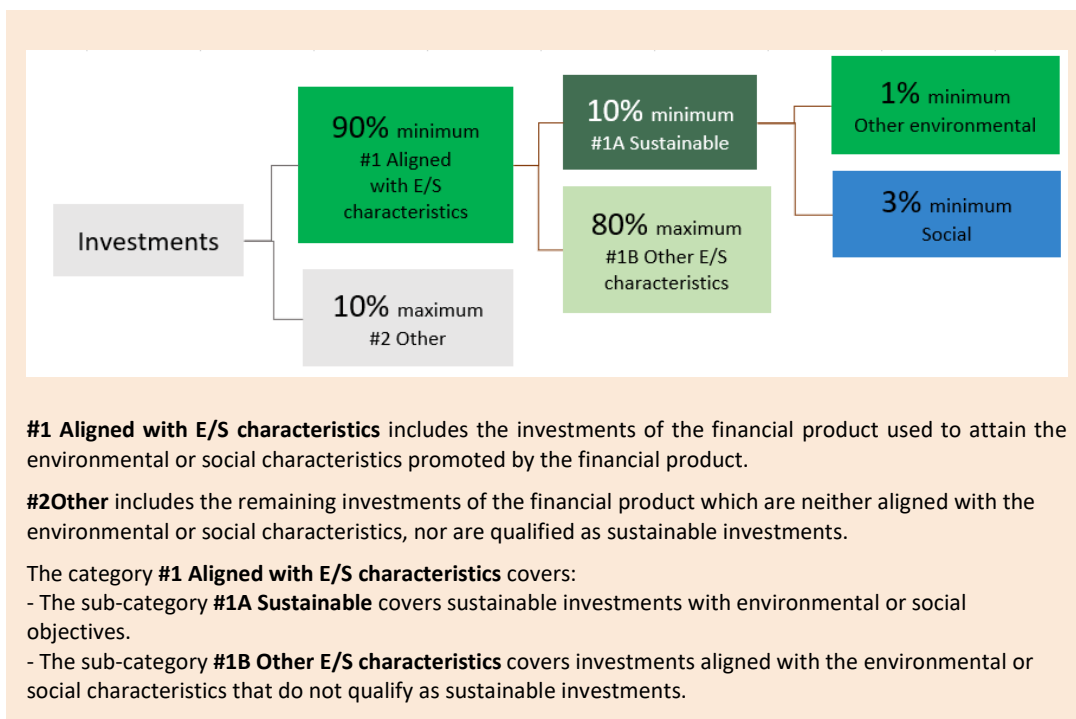 Investments
90% minimum
#1 Aligned
with E/S
characteristics
10% maximum
#2 Other
10% minimum
#1A Sustainable
80% maximum
#1B Other E/S
characteristics
1% minimum
Other environmental
3% minimum
Social
#1 Aligned with E/S characteristics includes the investments of the financial product used to attain the
environmental or social characteristics promoted by the financial product.
#2Other includes the remaining investments of the financial product which are neither aligned with the
environmental or social characteristics, nor are qualified as sustainable investments.
The category #1 Aligned with E/S characteristics covers:
- The sub-category #1A Sustainable covers sustainable investments with environmental or social
objectives.
- The sub-category #1B Other E/S characteristics covers investments aligned with the environmental or
social characteristics that do not qualify as sustainable investments.